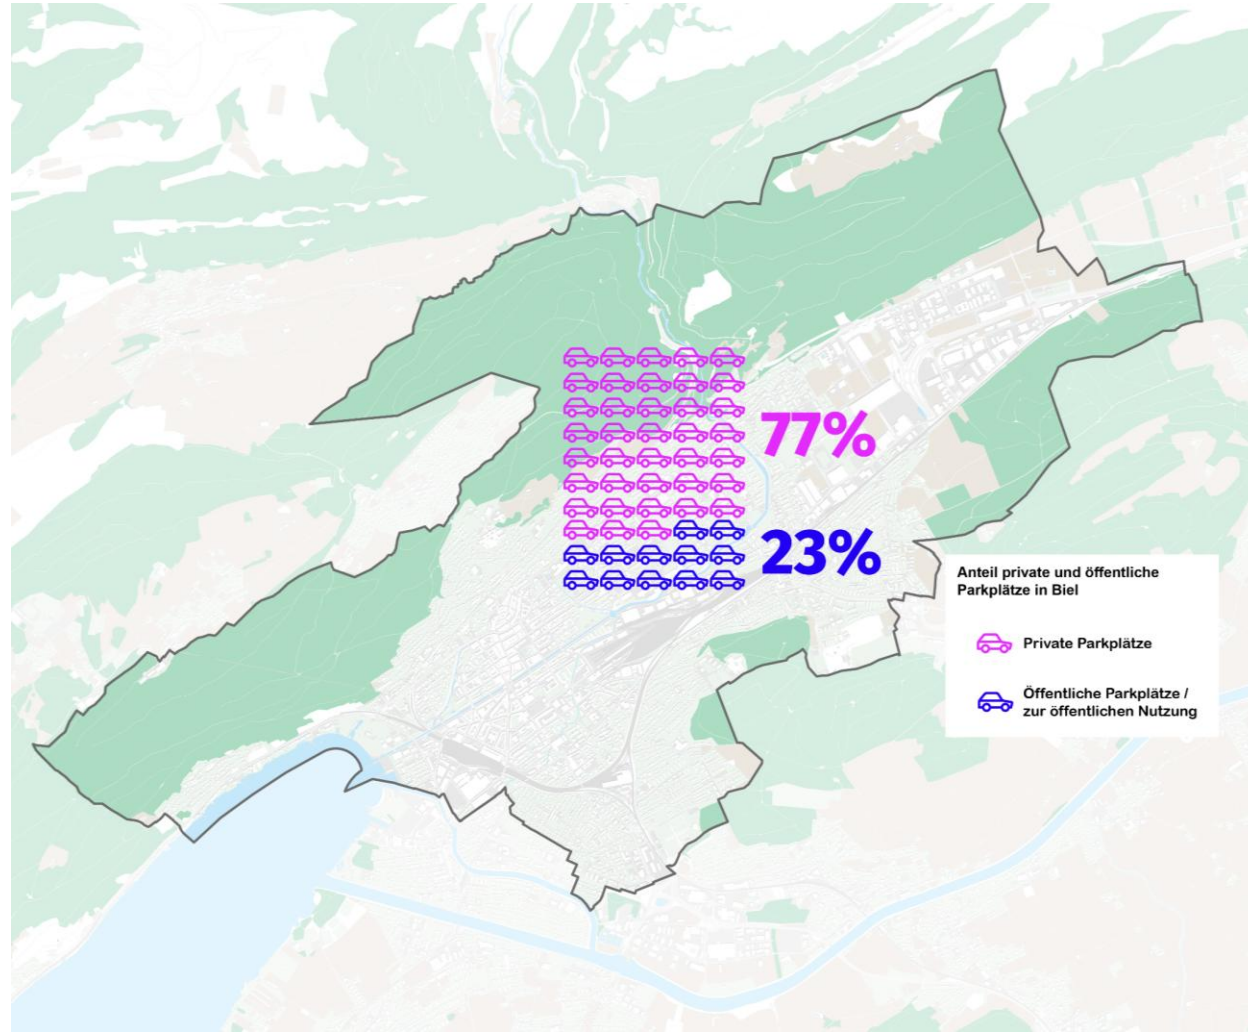 77%
23%
Anteil private und öffentliche
Parkplätze in Biel
Private Parkplätze
Öffentliche Parkplätze /
zur öffentlichen Nutzung